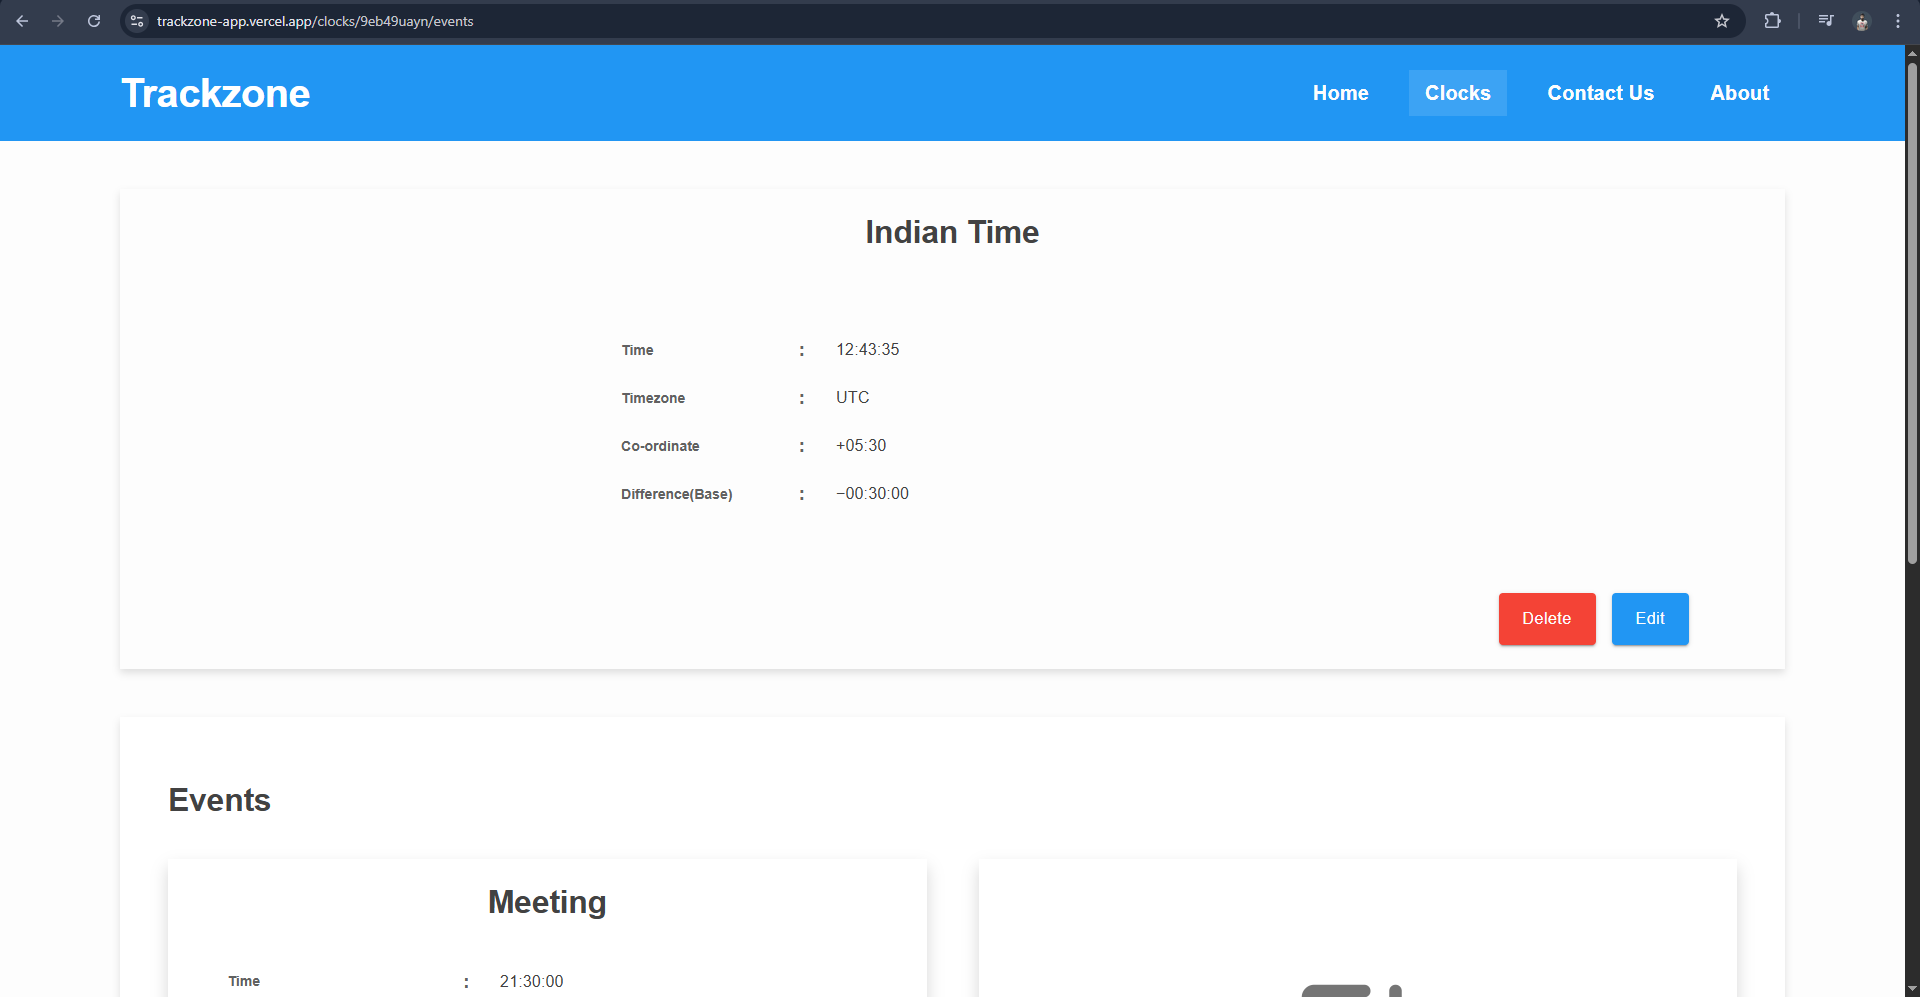 trackzone-app.vercel.app/clocks/9eb49uayn/events
Trackzone
Home Clocks Contact Us About
Indian Time
Time : 12:43:35
Timezone : UTC
Co-ordinate : +05:30
Difference(Base) : −00:30:00
Delete Edit
Events
Meeting
Time : 21:30:00